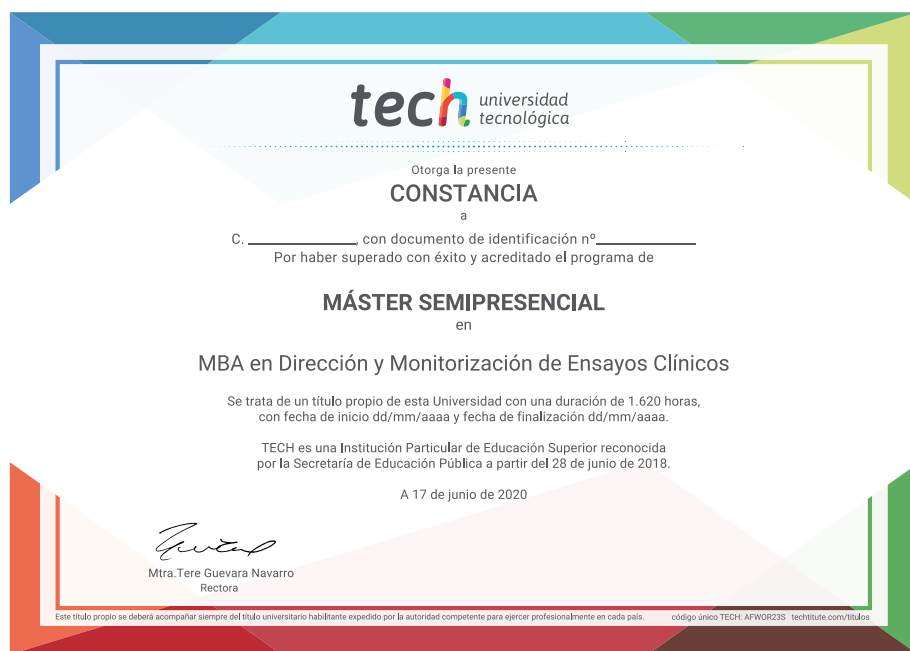 tech universidad
tecnológica
Otorga la presente
CONSTANCIA
a
C. ______________, con documento de identificación nº_____________
Por haber superado con éxito y acreditado el programa de
MÁSTER SEMIPRESENCIAL
en
MBA en Dirección y Monitorización de Ensayos Clínicos
Se trata de un título propio de esta Universidad con una duración de 1.620 horas,
con fecha de inicio dd/mm/aaaa y fecha de finalización dd/mm/aaaa.
TECH es una Institución Particular de Educación Superior reconocida
por la Secretaría de Educación Pública a partir del 28 de junio de 2018.
A 17 de junio de 2020
Mtra.Tere Guevara Navarro
Rectora
Este título propio se deberá acompañar siempre del título universitario habilitante expedido por la autoridad competente para ejercer profesionalmente en cada país. código único TECH: AFWOR23S techtitute.com/titulos